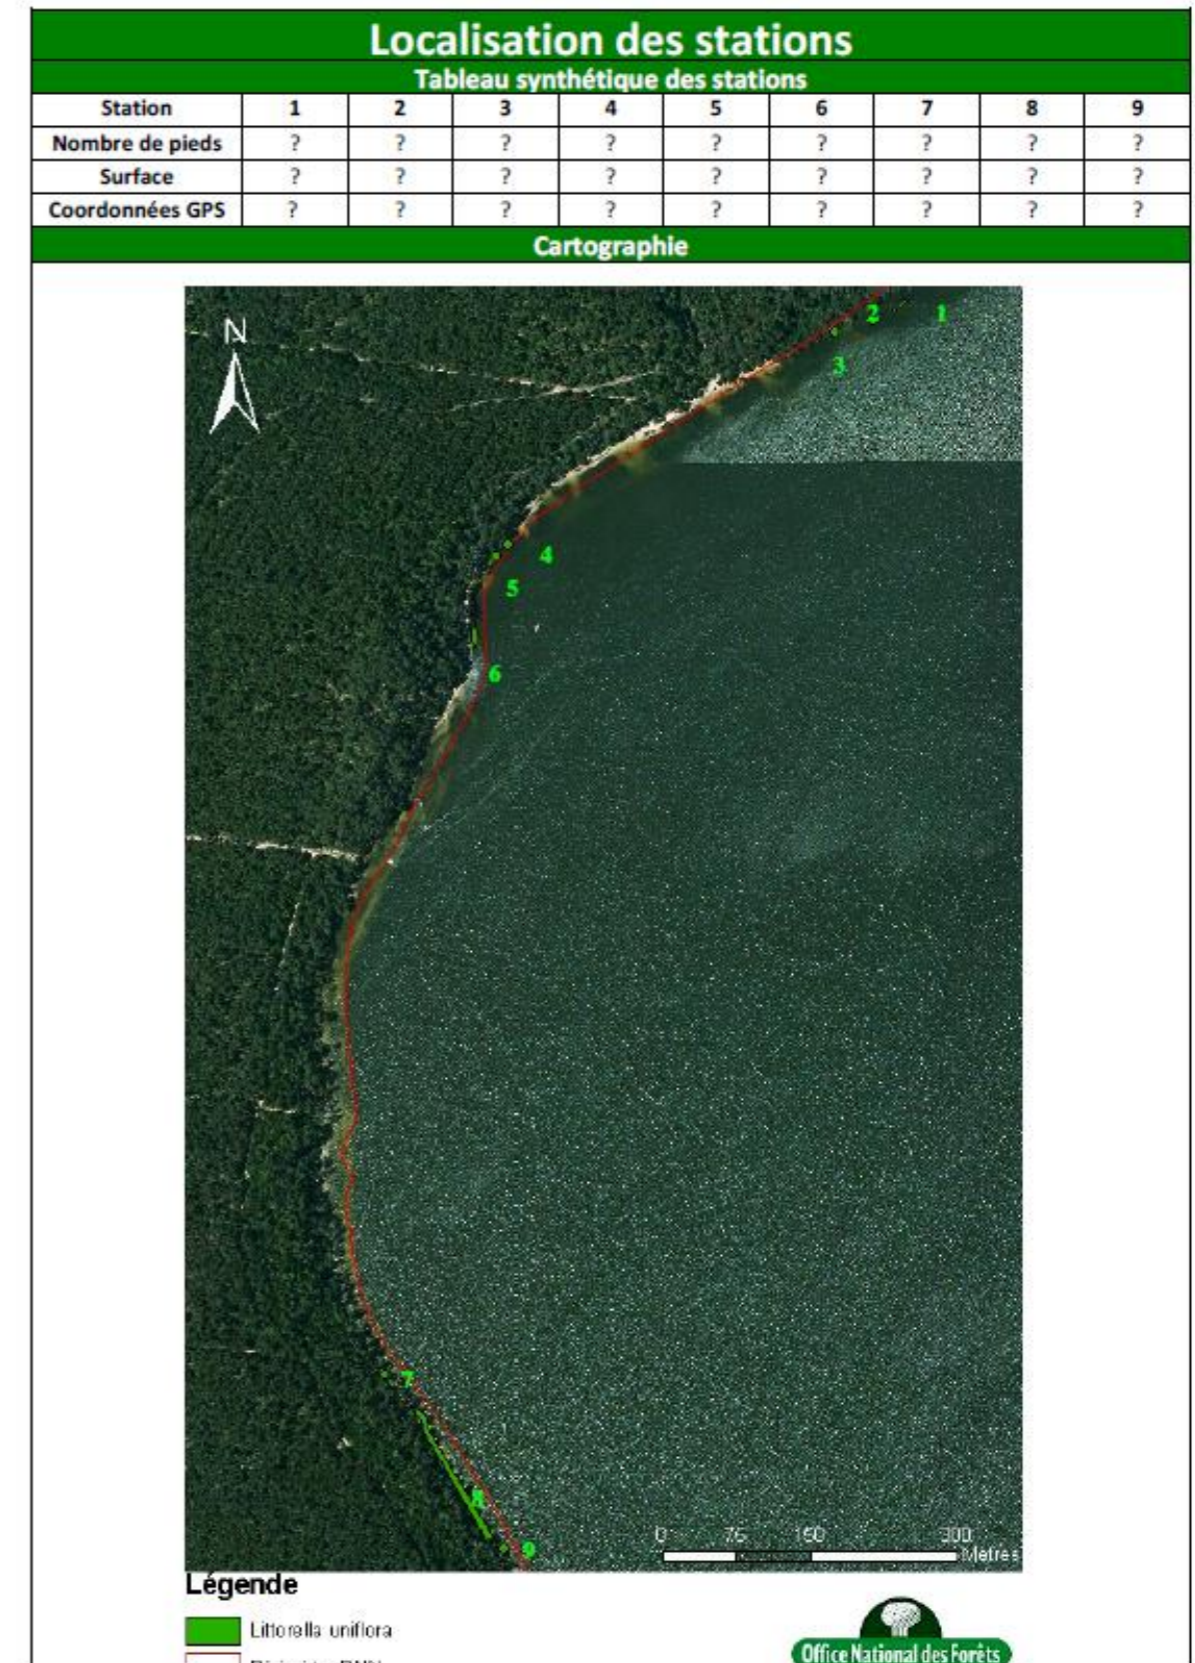 Localisation des stations
Tableau synthétique des stations
Station 1 2 3 4 5 6 7 8 9
Nombre de pieds ? ? ? ? ? ? ? ? ?
Surface ? ? ? ? ? ? ? ? ?
Coordonnées GPS ? ? ? ? ? ? ? ? ?
Cartographie
N
2 1
3
4
5
6
7
8
9
0 75 150 300
Metres
Légende
Littorella uniflora
Office National des Forêts